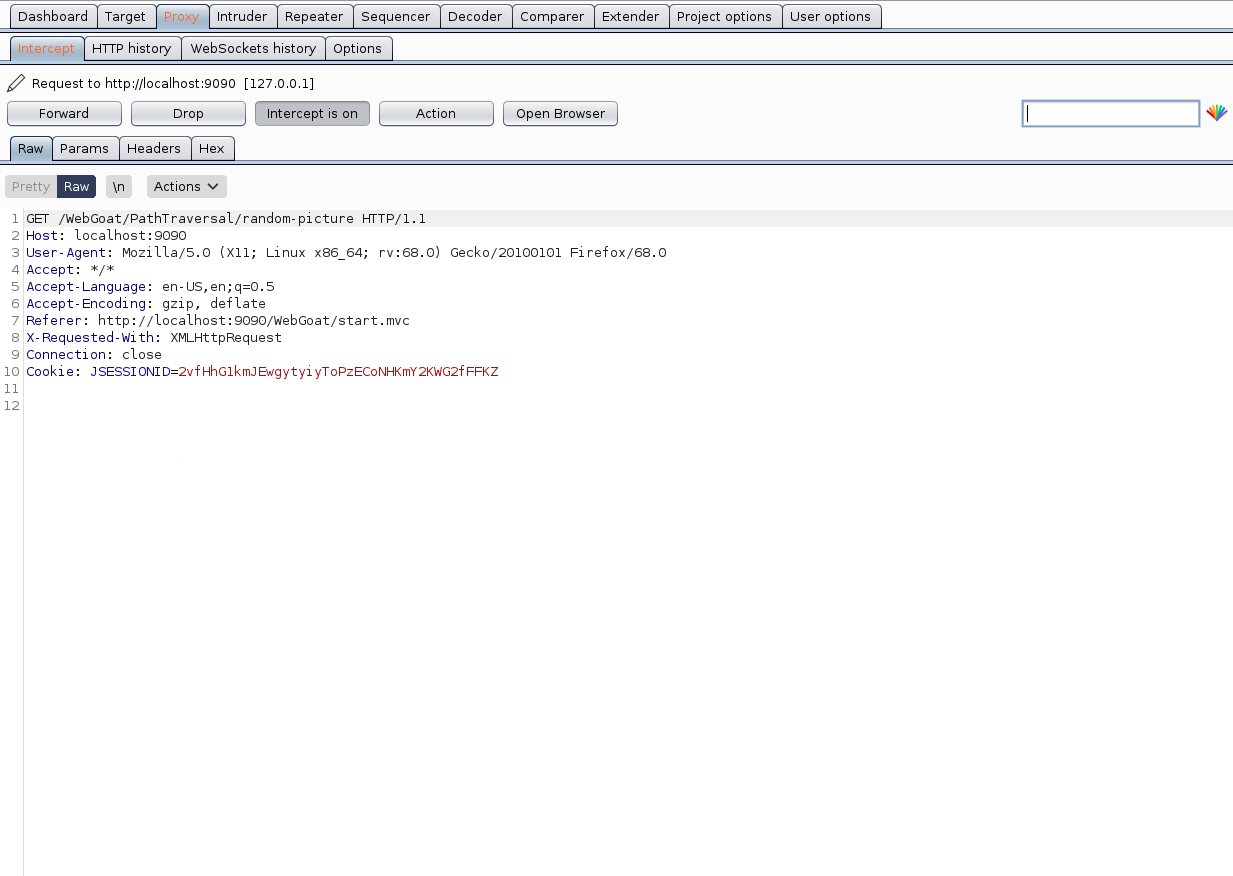 Dashboard Target Proxy Intruder Repeater Sequencer Decoder Comparer Extender Project options User options
Intercept HTTP history WebSockets history Options
Request to http://localhost:9090 [127.0.0.1]
Forward Drop Intercept is on Action Open Browser
Raw Params Headers Hex
Pretty Raw \n Actions
1 GET /WebGoat/PathTraversal/random-picture HTTP/1.1
2 Host: localhost:9090
3 User-Agent: Mozilla/5.0 (X11; Linux x86_64; rv:68.0) Gecko/20100101 Firefox/68.0
4 Accept: */*
5 Accept-Language: en-US,en;q=0.5
6 Accept-Encoding: gzip, deflate
7 Referer: http://localhost:9090/WebGoat/start.mvc
8 X-Requested-With: XMLHttpRequest
9 Connection: close
10 Cookie: JSESSIONID=2vfHhG1kmJEwgytyiyToPzECoNHKmY2KWG2fFFKZ
11
12